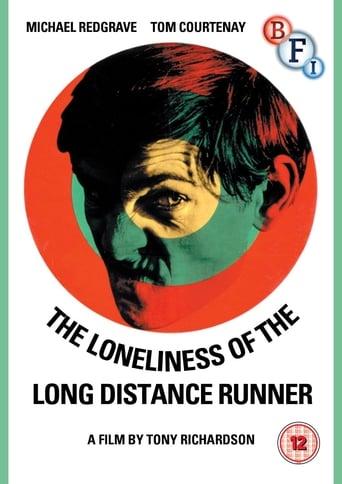 MICHAEL REDGRAVE TOM COURTENAY
BFI
THE LONELINESS OF THE
LONG DISTANCE RUNNER
A FILM BY TONY RICHARDSON
12